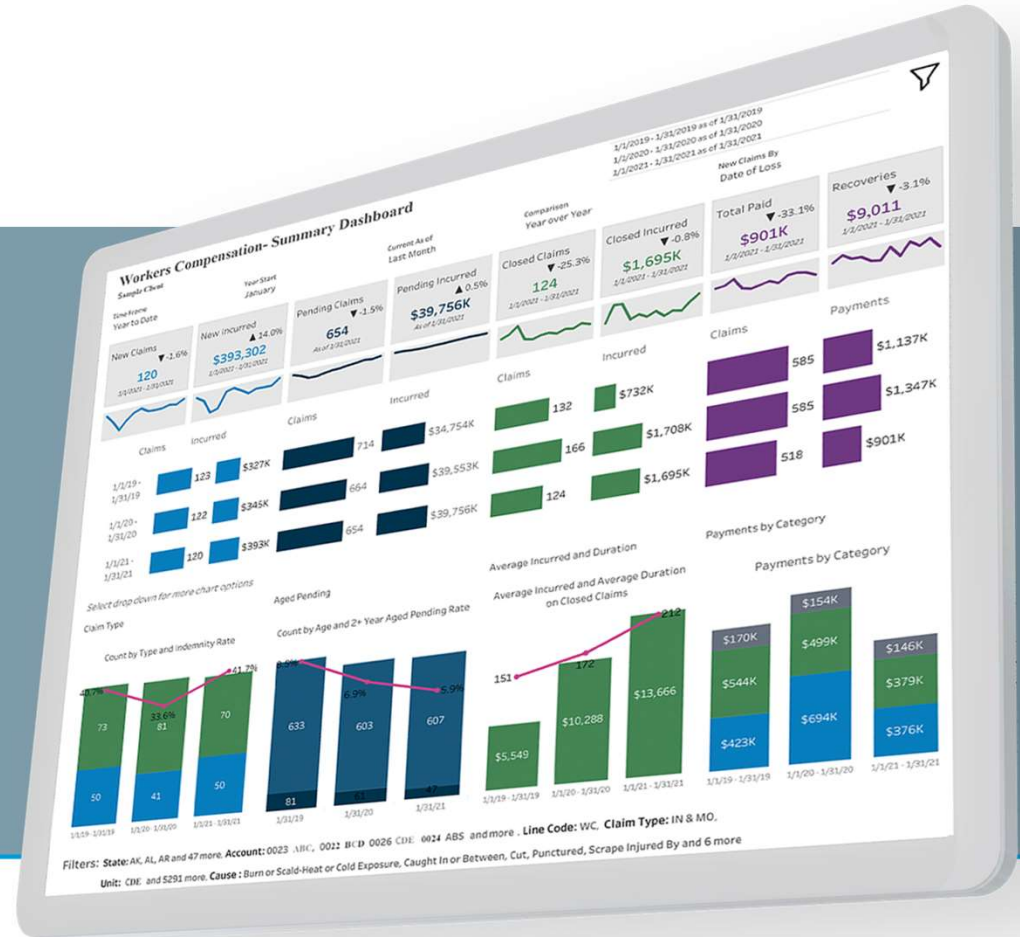 1/1/2019 - 1/31/2019 as of 1/31/2019
1/1/2020 - 1/31/2020 as of 1/31/2020
1/1/2021 - 1/31/2021 as of 1/31/2021
Workers Compensation- Summary Dashboard
Sample Client
Time Frame
Year to Date
Year Start
January
Current As of
Last Month
Comparison
Year over Year
New Claims By
Date of Loss
New Claims
▼ -1.6%
120
1/1/2021 - 1/31/2021
New Incurred
▲ 14.0%
$393,302
1/1/2021 - 1/31/2021
Pending Claims
▼ -1.5%
654
As of 1/31/2021
Pending Incurred
▲ 0.5%
$39,756K
As of 1/31/2021
Closed Claims
▼ -25.3%
124
1/1/2021 - 1/31/2021
Closed Incurred
▼ -0.8%
$1,695K
1/1/2021 - 1/31/2021
Total Paid
▼ -33.1%
$901K
1/1/2021 - 1/31/2021
Recoveries
▼ -3.1%
$9,011
1/1/2021 - 1/31/2021
Claims Incurred
1/1/19 -
1/31/19
123 $327K
1/1/20 -
1/31/20
122 $345K
1/1/21 -
1/31/21
120 $393K
Claims Incurred
714 $34,754K
664 $39,553K
654 $39,756K
Claims Incurred
132 $732K
166 $1,708K
124 $1,695K
Claims Payments
585 $1,137K
585 $1,347K
518 $901K
Select drop down for more chart options
Claim Type
Count by Type and Indemnity Rate
40.7%
33.6%
41.7%
73 81 70
50 41 50
1/1/19 - 1/31/19 1/1/20 - 1/31/20 1/1/21 - 1/31/21
Aged Pending
Count by Age and 2+ Year Aged Pending Rate
6.9%
5.9%
633 603 607
81 61 47
1/31/19 1/31/20 1/31/21
Average Incurred and Duration
Average Incurred and Average Duration
on Closed Claims
151 172 212
$5,549 $10,288 $13,666
1/1/19 - 1/31/19 1/1/20 - 1/31/20 1/1/21 - 1/31/21
Payments by Category
Payments by Category
$170K $154K $146K
$544K $499K $379K
$423K $694K $376K
1/1/19 - 1/31/19 1/1/20 - 1/31/20 1/1/21 - 1/31/21
Filters: State: AK, AL, AR and 47 more. Account: 0023 ABC, 0022 BCD 0026 CDE 0024 ABS and more . Line Code: WC, Claim Type: IN & MO.
Unit: CDE and 5291 more. Cause : Burn or Scald-Heat or Cold Exposure, Caught In or Between, Cut, Punctured, Scrape Injured By and 6 more